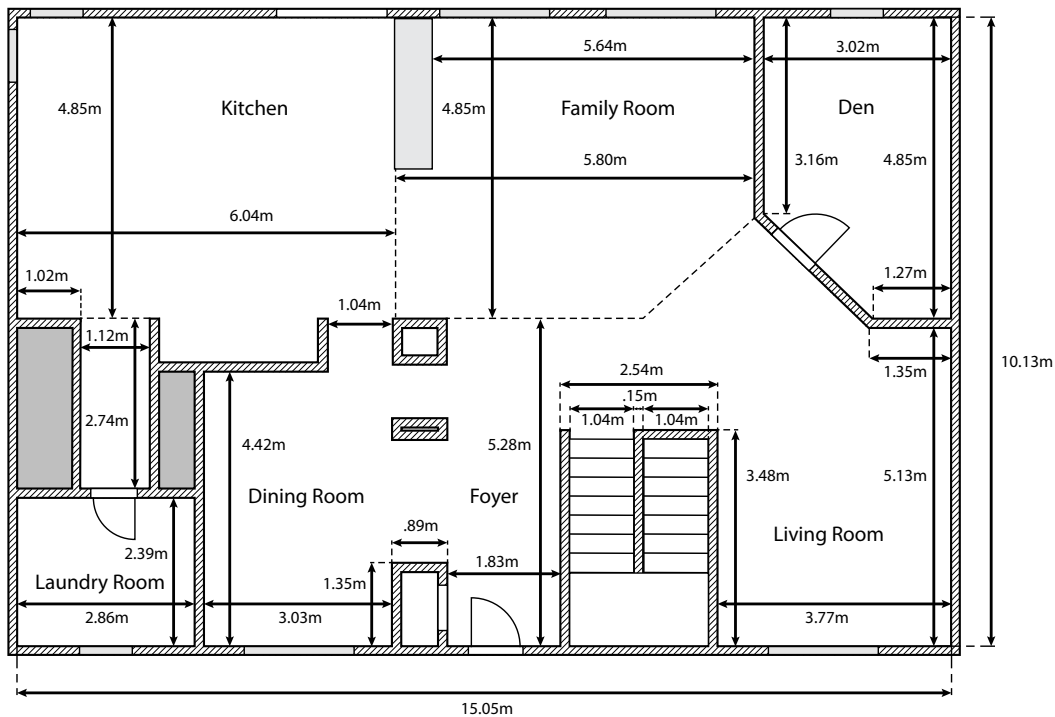 5.64m
3.02m
4.85m
Kitchen
4.85m
Family Room
Den
3.16m
4.85m
5.80m
6.04m
1.02m
1.27m
1.04m
1.12m
10.13m
1.35m
2.54m
.15m
1.04m
1.04m
2.74m
4.42m
5.28m
3.48m
5.13m
Dining Room
Foyer
.89m
Living Room
2.39m
1.83m
Laundry Room
1.35m
2.86m
3.03m
3.77m
15.05m